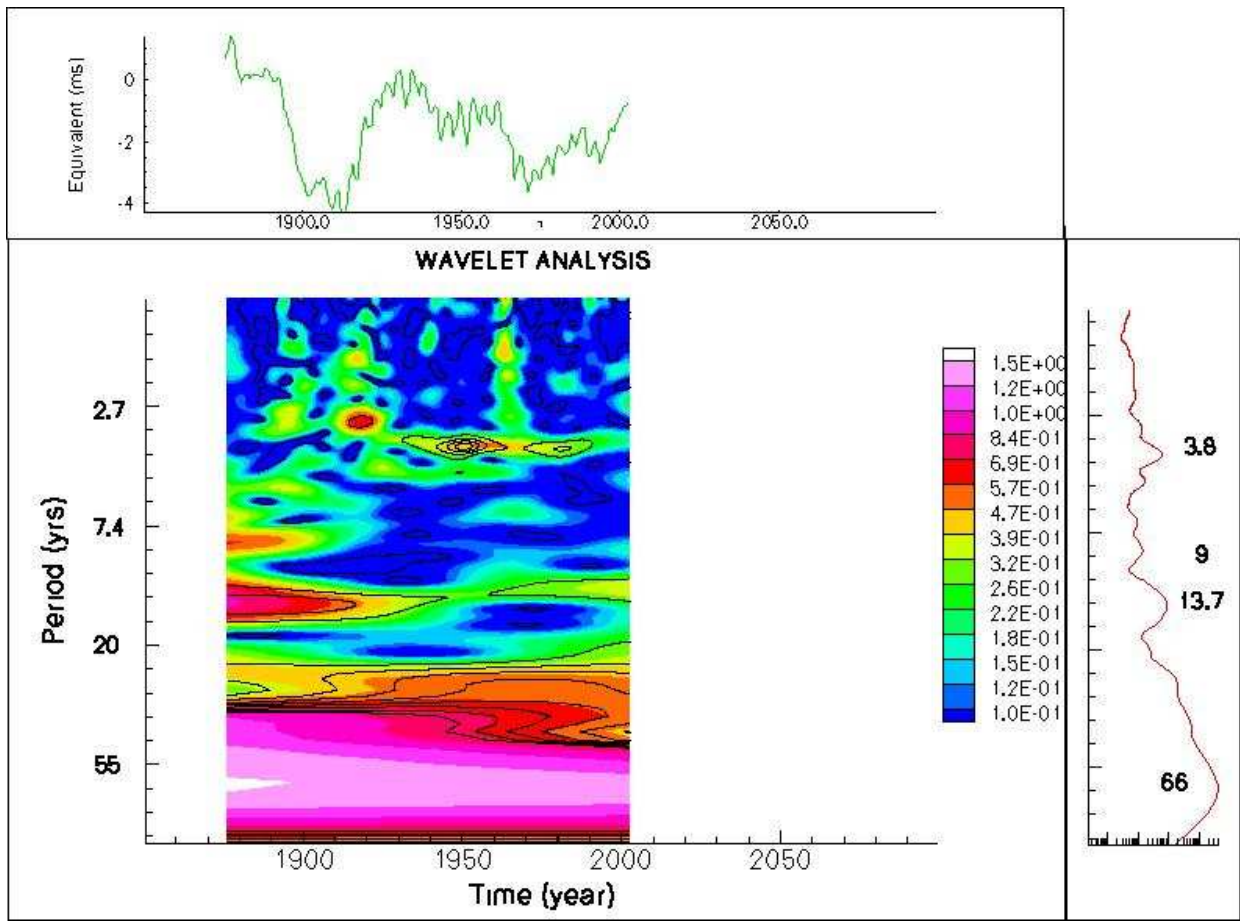 Equivalent (ms)
0
-2
-4
1900.0 1950.0 2000.0 2050.0
WAVELET ANALYSIS
Period (yrs)
2.7
7.4
20
55
1900 1950 2000 2050
Time (year)
1.5E+00
1.2E+00
1.0E+00
8.4E-01
6.9E-01
5.7E-01
4.7E-01
3.9E-01
3.2E-01
2.6E-01
2.2E-01
1.8E-01
1.5E-01
1.2E-01
1.0E-01
3.8
9
13.7
66